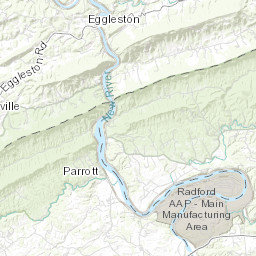 Eggleston
Eggleston Rd
New River
ville
Parrott
Radford
AAP - Main
Manufacturing
Area